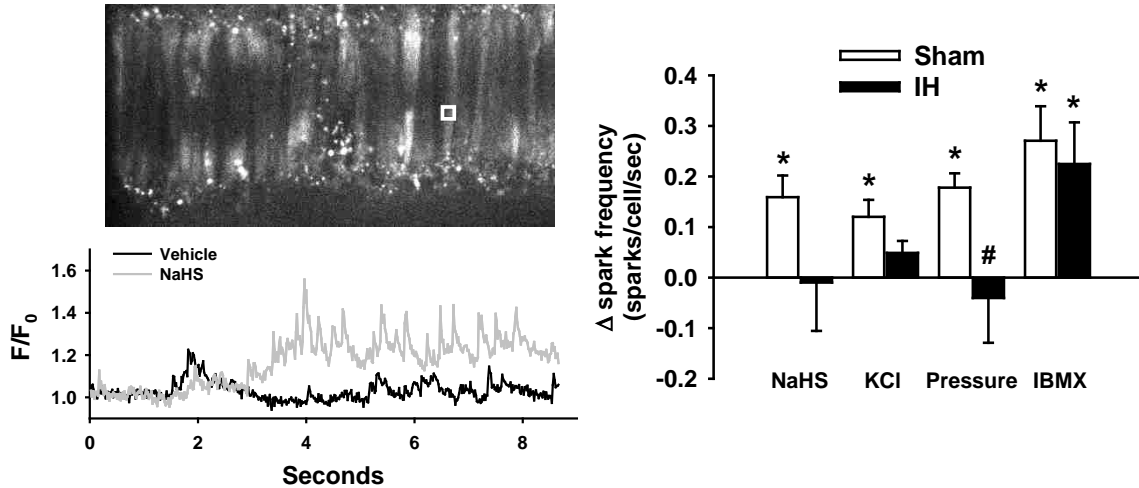 Vehicle
NaHS
1.6
1.4
1.2
1.0
F/F0
0 2 4 6 8
Seconds
Sham
IH
0.4
0.3
0.2
0.1
0.0
-0.1
-0.2
Δ spark frequency
(sparks/cell/sec)
* * * # * *
NaHS KCl Pressure IBMX